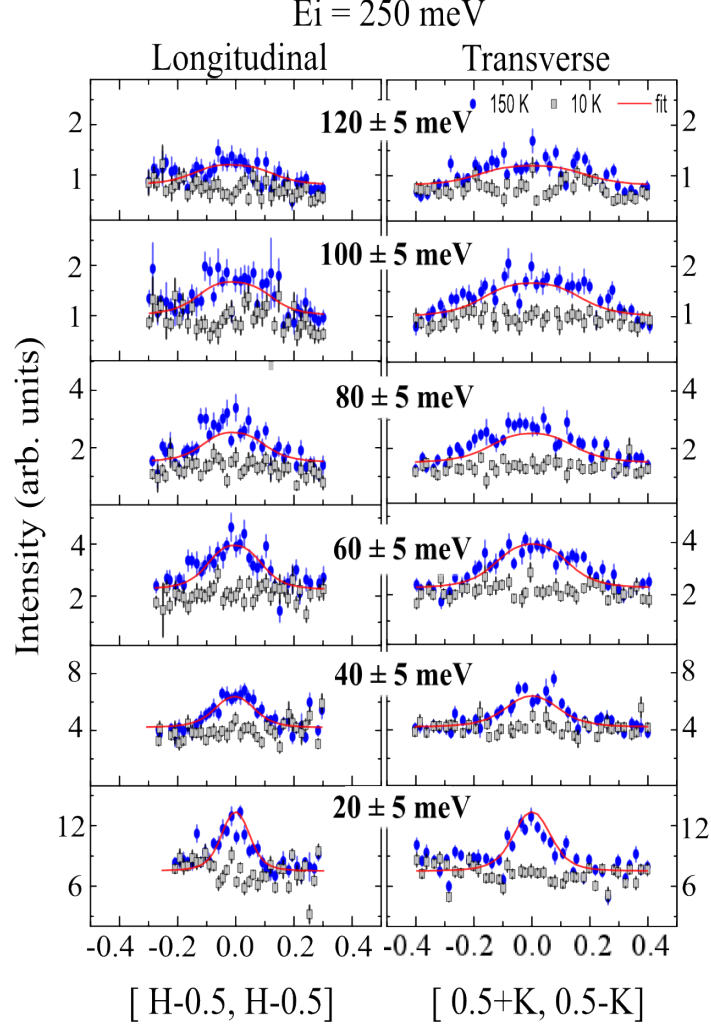 Ei = 250 meV
Longitudinal Transverse
150 K 10 K fit
120 ± 5 meV
2
1
100 ± 5 meV
2
1
80 ± 5 meV
4 4
2 2
60 ± 5 meV
4 4
2 2
40 ± 5 meV
8 8
4 4
20 ± 5 meV
12 12
6 6
Intensity (arb. units)
-0.4 -0.2 0.0 0.2 0.4 -0.4 -0.2 0.0 0.2 0.4
[ H-0.5, H-0.5] [ 0.5+K, 0.5-K]